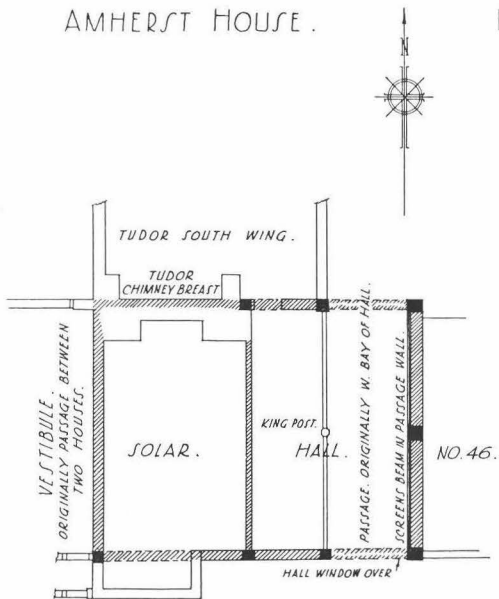 AMHERST HOUSE.
N
TUDOR SOUTH WING.
TUDOR
CHIMNEY BREAST
VESTIBULE.
ORIGINALLY PASSAGE BETWEEN
TWO HOUSES.
SOLAR.
KING POST.
HALL.
PASSAGE. ORIGINALLY W. BAY OF HALL.
SCREENS BEAM IN PASSAGE WALL.
NO. 46.
HALL WINDOW OVER